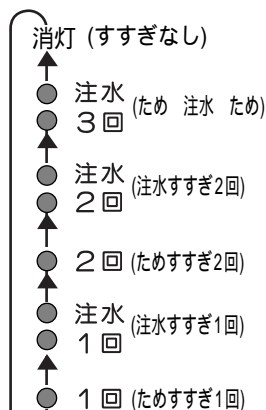 消灯 (すすぎなし)
注水
3回 (ため 注水 ため)
注水
2回 (注水すすぎ2回)
2回 (ためすすぎ2回)
注水
1回 (注水すすぎ1回)
1回 (ためすすぎ1回)